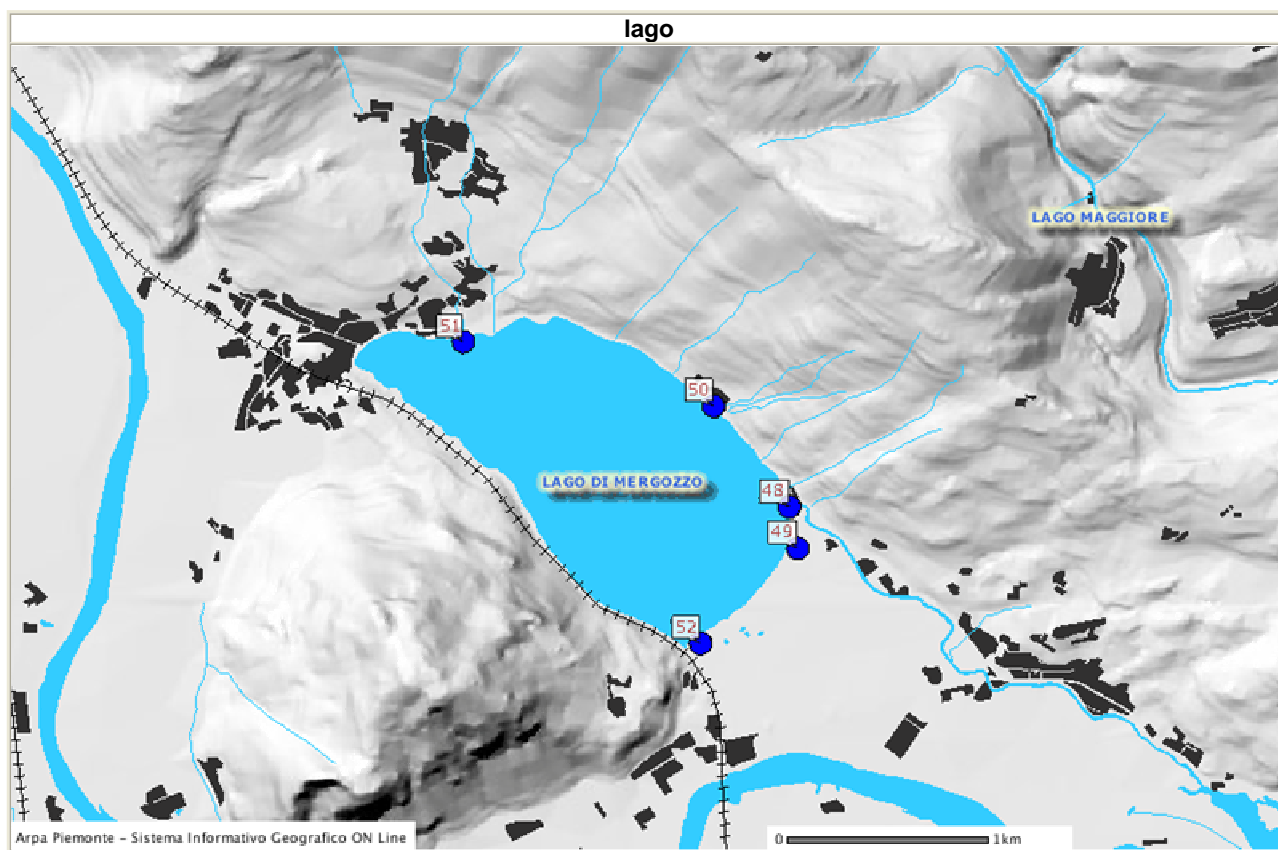 lago
LAGO MAGGIORE
51
50
LAGO DI MERGOZZO
48
49
52
Arpa Piemonte - Sistema Informativo Geografico ON Line
0 1km